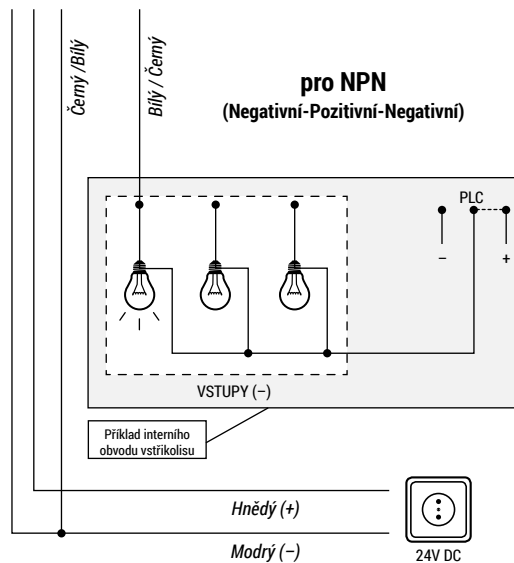 Černý /Bílý
Bílý / Černý
pro NPN
(Negativní-Pozitivní-Negativní)
PLC
–
+
VSTUPY (–)
Příklad interního
obvodu vstřikolisu
Hnědý (+)
Modrý (–)
24V DC